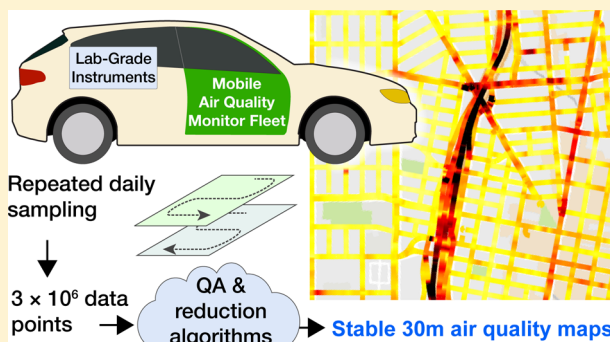 Lab-Grade
Instruments
Mobile
Air Quality
Monitor Fleet
Repeated daily
sampling
3 × 10⁶ data
points
QA &
reduction
algorithms
Stable 30m air quality maps